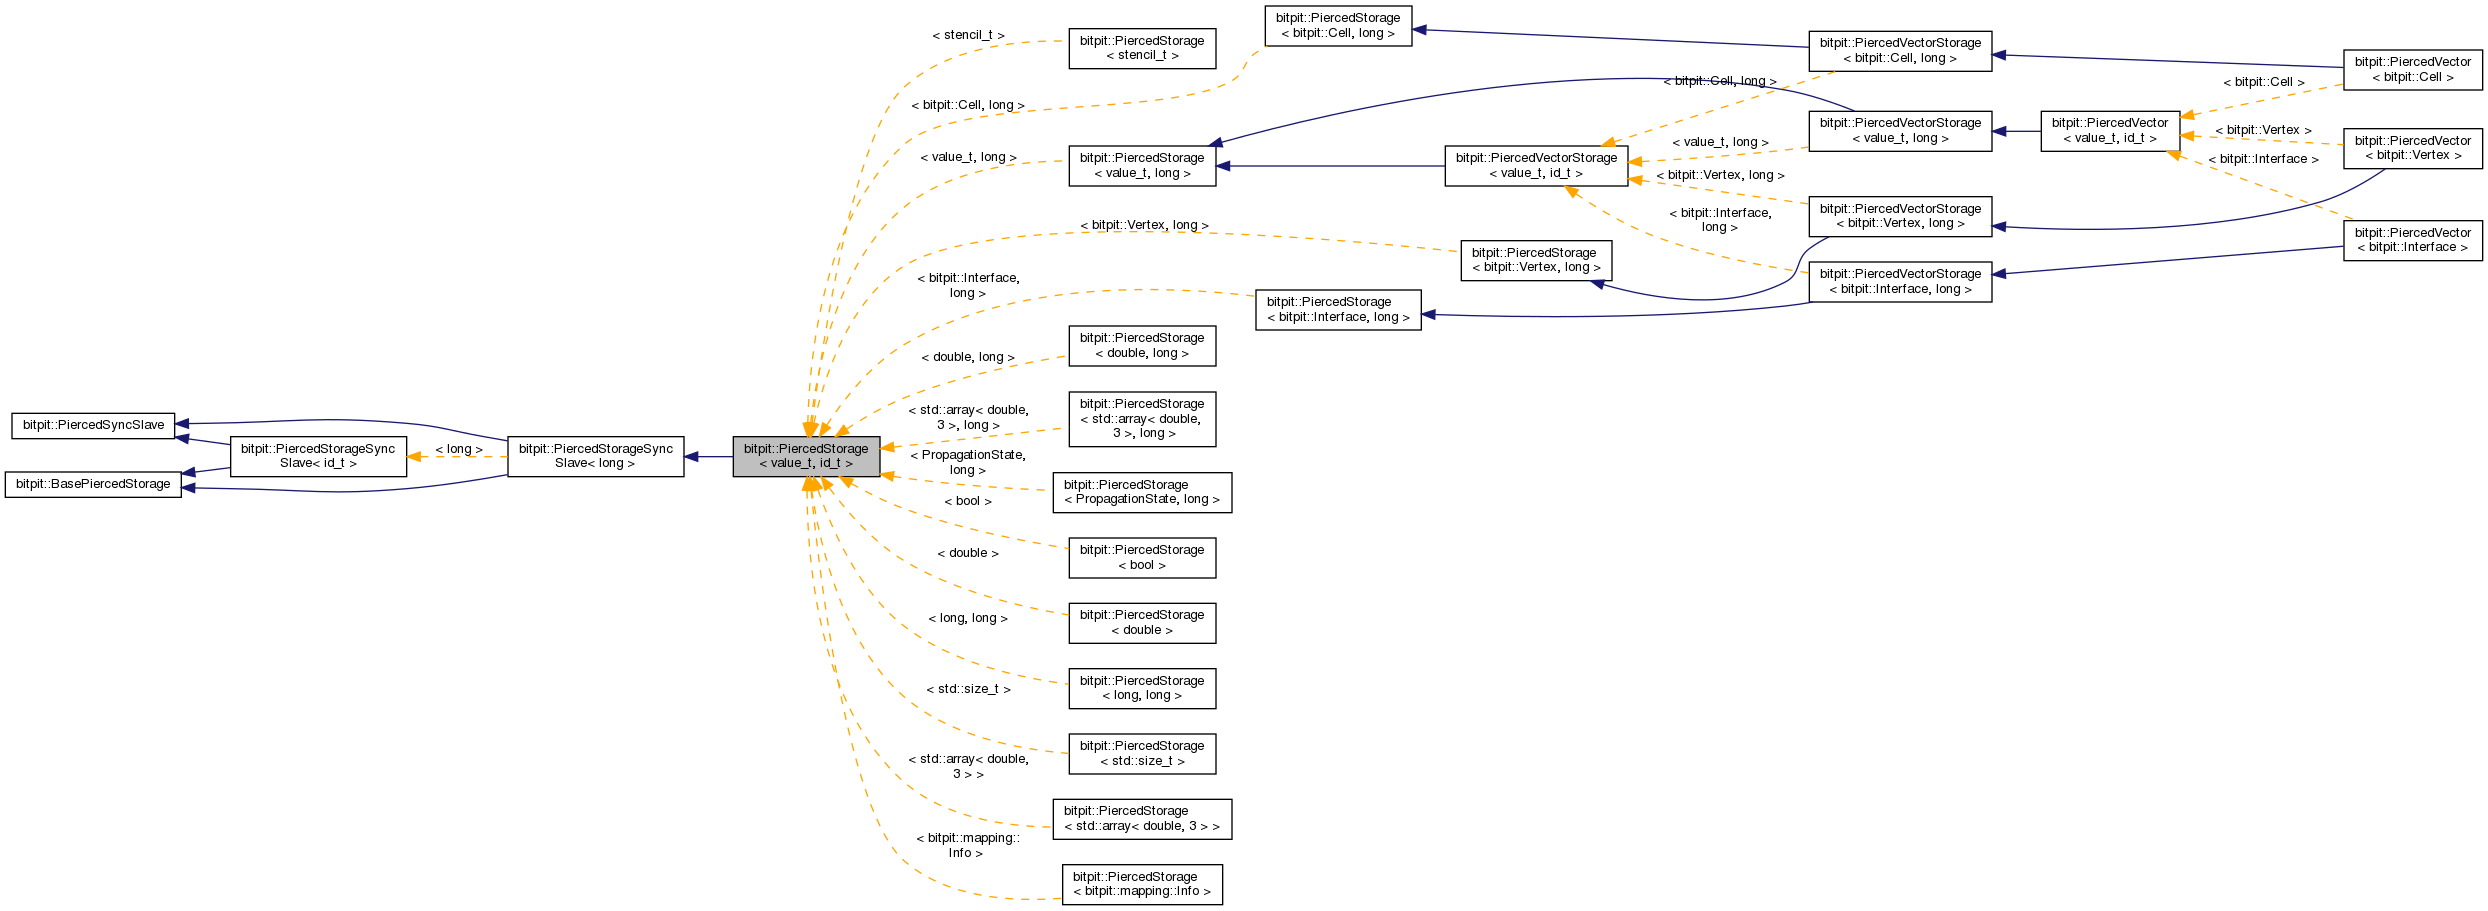 bitpit::PiercedSyncSlave
bitpit::BasePiercedStorage
bitpit::PiercedStorageSync
Slave< id_t >
< long >
bitpit::PiercedStorageSync
Slave< long >
bitpit::PiercedStorage
< value_t, id_t >
< stencil_t >
< bitpit::Cell, long >
< value_t, long >
< bitpit::Vertex, long >
< bitpit::Interface,
long >
< double, long >
< std::array< double,
3 >, long >
< PropagationState,
long >
< bool >
< double >
< long, long >
< std::size_t >
< std::array< double,
3 > >
< bitpit::mapping::
Info >
bitpit::PiercedStorage
< stencil_t >
bitpit::PiercedStorage
< bitpit::Cell, long >
bitpit::PiercedStorage
< value_t, long >
bitpit::PiercedStorage
< bitpit::Vertex, long >
bitpit::PiercedStorage
< bitpit::Interface, long >
bitpit::PiercedStorage
< double, long >
bitpit::PiercedStorage
< std::array< double,
3 >, long >
bitpit::PiercedStorage
< PropagationState, long >
bitpit::PiercedStorage
< bool >
bitpit::PiercedStorage
< double >
bitpit::PiercedStorage
< long, long >
bitpit::PiercedStorage
< std::size_t >
bitpit::PiercedStorage
< std::array< double, 3 > >
bitpit::PiercedStorage
< bitpit::mapping::Info >
bitpit::PiercedVectorStorage
< value_t, id_t >
< bitpit::Cell, long >
< value_t, long >
< bitpit::Vertex, long >
< bitpit::Interface,
long >
bitpit::PiercedVectorStorage
< bitpit::Cell, long >
bitpit::PiercedVectorStorage
< value_t, long >
bitpit::PiercedVectorStorage
< bitpit::Vertex, long >
bitpit::PiercedVectorStorage
< bitpit::Interface, long >
bitpit::PiercedVector
< value_t, id_t >
< bitpit::Cell >
< bitpit::Vertex >
< bitpit::Interface >
bitpit::PiercedVector
< bitpit::Cell >
bitpit::PiercedVector
< bitpit::Vertex >
bitpit::PiercedVector
< bitpit::Interface >